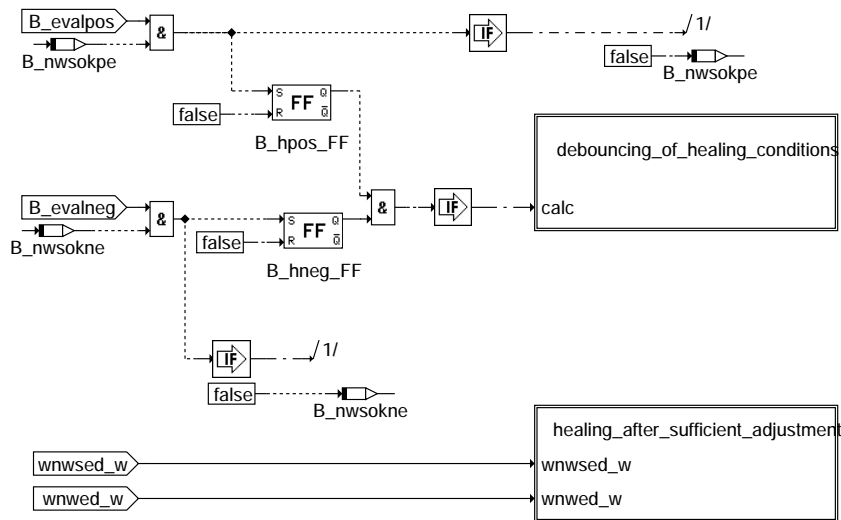 B_evalpos
&
B_nwsokpe
IF
/1/
false
B_nwsokpe
S
FF
Q
R
Q̅
false
B_hpos_FF
debouncing_of_healing_conditions
calc
B_evalneg
&
B_nwsokne
S
FF
Q
R
Q̅
false
B_hneg_FF
&
IF
IF
/1/
false
B_nwsokne
healing_after_sufficient_adjustment
wnwsed_w
wnwsed_w
wnwed_w
wnwed_w